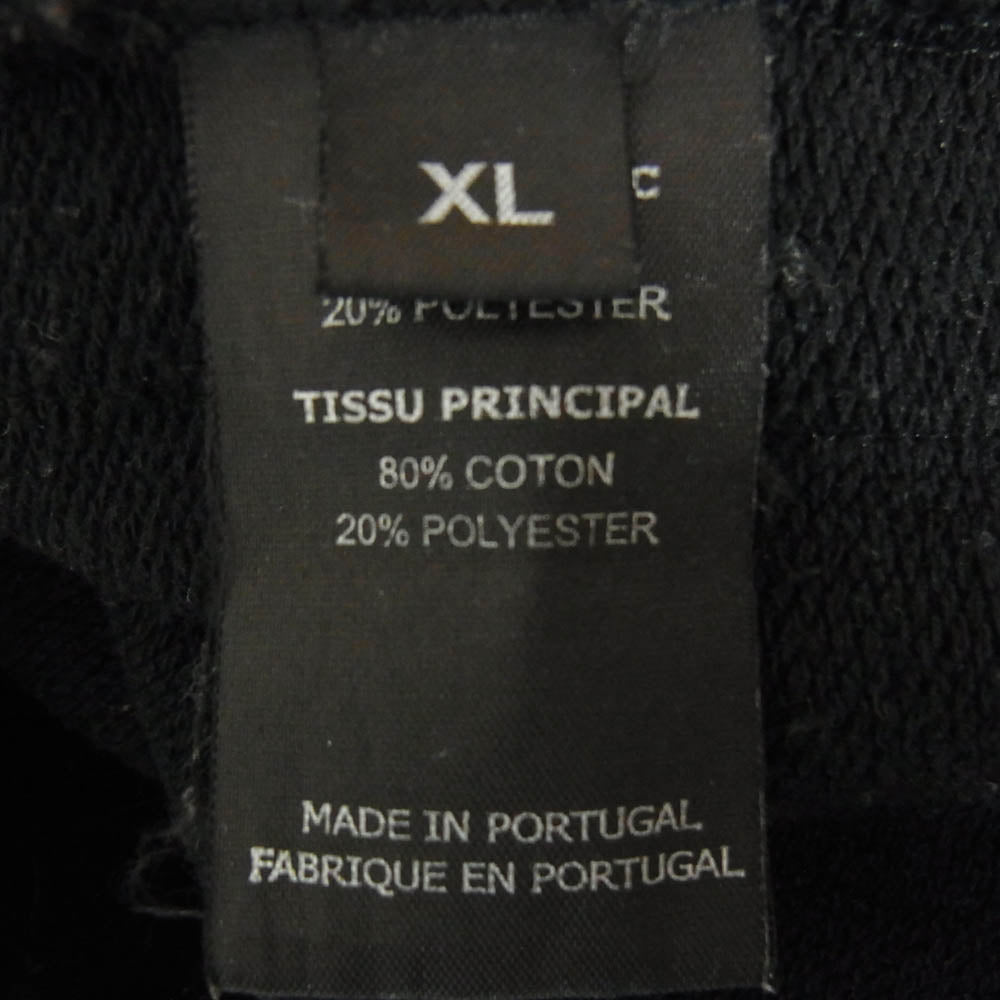 XL
C
20% POLYESTER
TISSU PRINCIPAL
80% COTON
20% POLYESTER
MADE IN PORTUGAL
FABRIQUE EN PORTUGAL